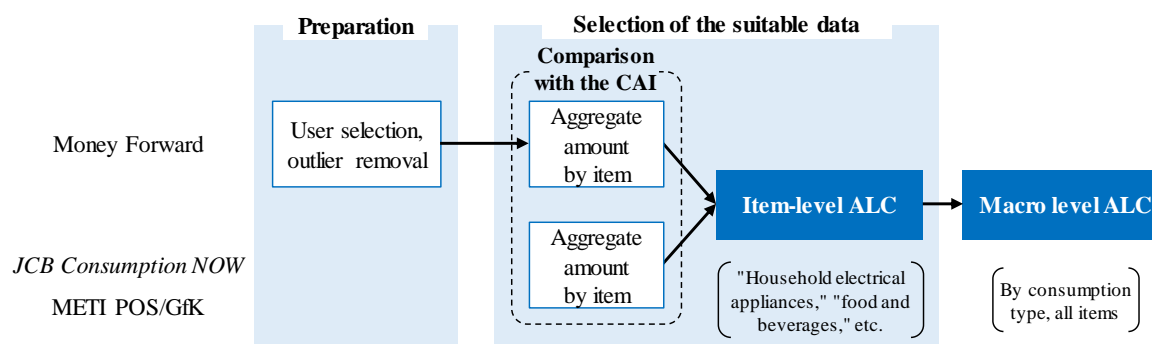 Preparation
Selection of the suitable data
Comparison
with the CAI
Money Forward
User selection,
outlier removal
Aggregate
amount
by item
Item-level ALC
Macro level ALC
JCB Consumption NOW
METI POS/GfK
Aggregate
amount
by item
"Household electrical
appliances," "food and
beverages," etc.
By consumption
type, all items